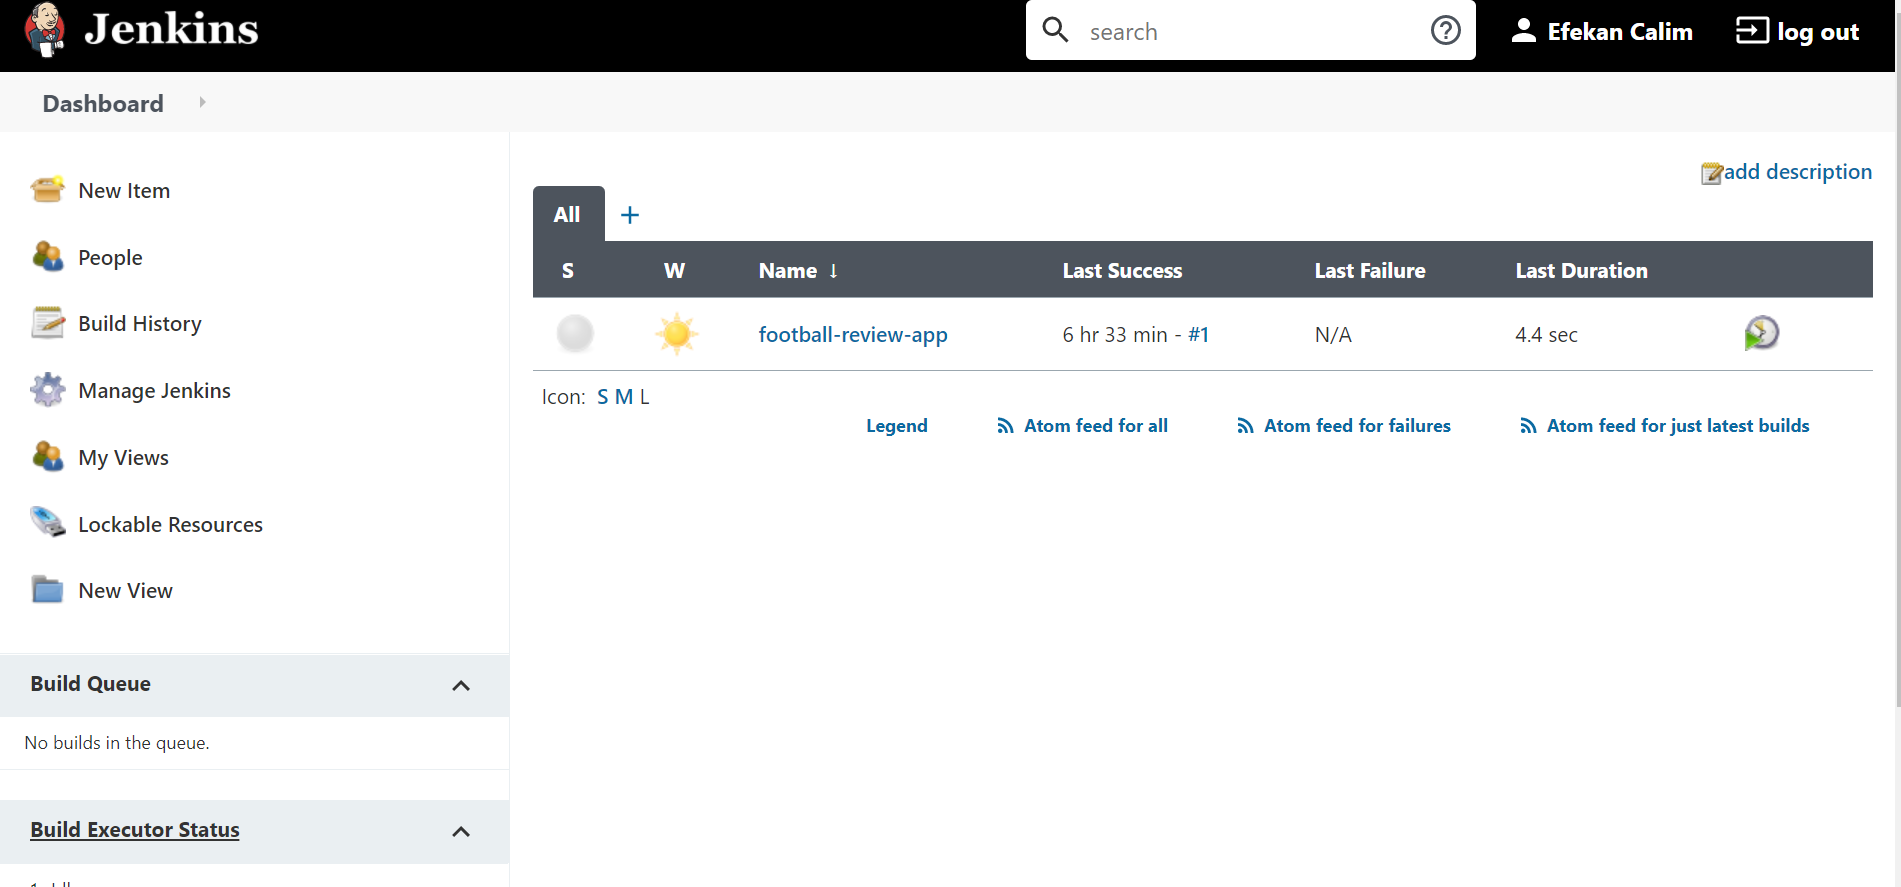 Jenkins
search
Efekan Calim
log out
Dashboard
New Item
People
Build History
Manage Jenkins
My Views
Lockable Resources
New View
Build Queue
No builds in the queue.
Build Executor Status
add description
All +
S W Name ↓ Last Success Last Failure Last Duration
football-review-app 6 hr 33 min - #1 N/A 4.4 sec
Icon: S M L
Legend Atom feed for all Atom feed for failures Atom feed for just latest builds